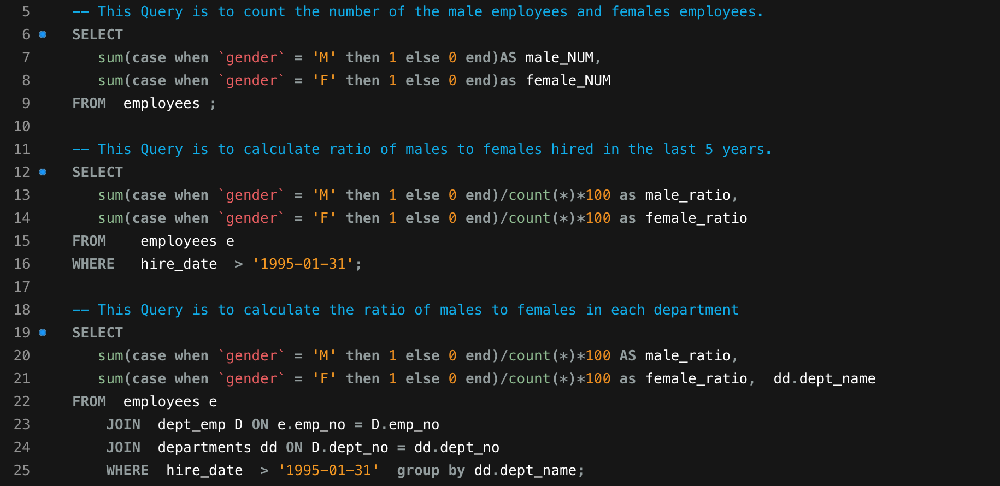 5 -- This Query is to count the number of the male employees and females employees.
6 SELECT
7 sum(case when `gender` = 'M' then 1 else 0 end)AS male_NUM,
8 sum(case when `gender` = 'F' then 1 else 0 end)as female_NUM
9 FROM  employees ;
10
11 -- This Query is to calculate ratio of males to females hired in the last 5 years.
12 SELECT
13 sum(case when `gender` = 'M' then 1 else 0 end)/count(*)*100 as male_ratio,
14 sum(case when `gender` = 'F' then 1 else 0 end)/count(*)*100 as female_ratio
15 FROM    employees e
16 WHERE   hire_date  > '1995-01-31';
17
18 -- This Query is to calculate the ratio of males to females in each department
19 SELECT
20 sum(case when `gender` = 'M' then 1 else 0 end)/count(*)*100 AS male_ratio,
21 sum(case when `gender` = 'F' then 1 else 0 end)/count(*)*100 as female_ratio,  dd.dept_name
22 FROM  employees e
23 JOIN  dept_emp D ON e.emp_no = D.emp_no
24 JOIN  departments dd ON D.dept_no = dd.dept_no
25 WHERE  hire_date  > '1995-01-31'  group by dd.dept_name;